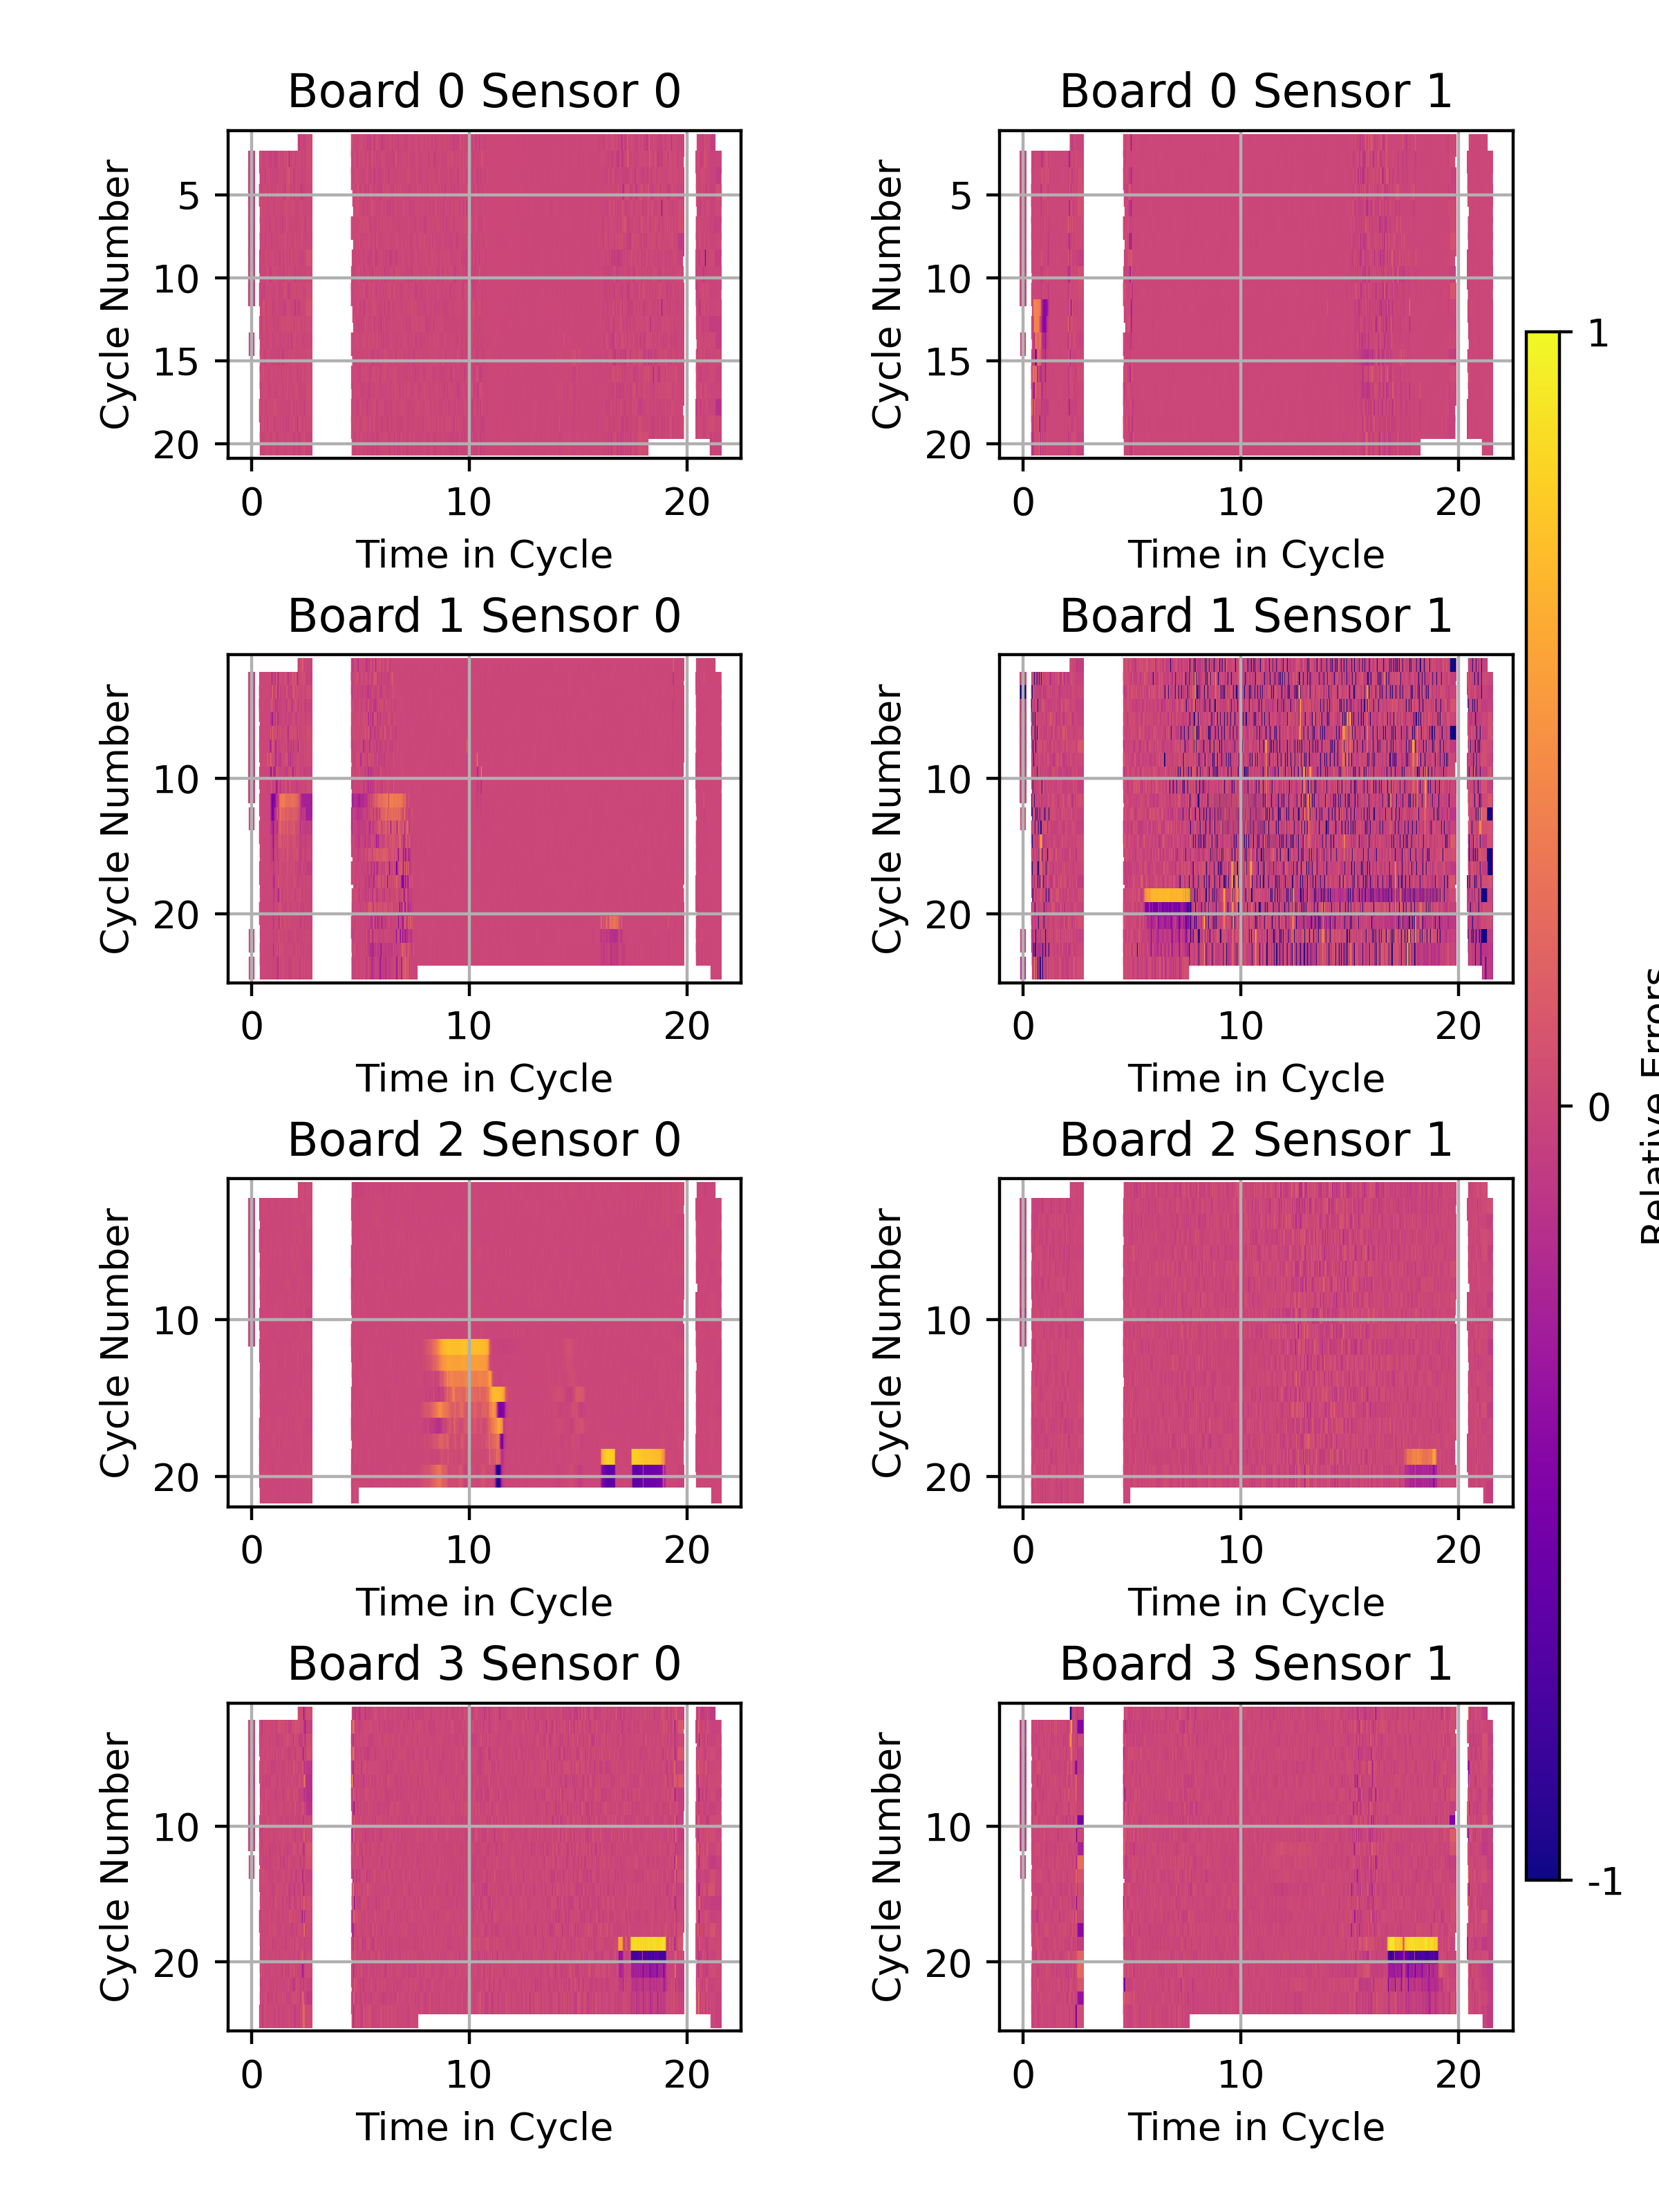 Board 0 Sensor 0
Cycle Number
5
10
15
20
0 10 20
Time in Cycle
Board 0 Sensor 1
Cycle Number
5
10
15
20
0 10 20
Time in Cycle
Board 1 Sensor 0
Cycle Number
10
20
0 10 20
Time in Cycle
Board 1 Sensor 1
Cycle Number
10
20
0 10 20
Time in Cycle
Board 2 Sensor 0
Cycle Number
10
20
0 10 20
Time in Cycle
Board 2 Sensor 1
Cycle Number
10
20
0 10 20
Time in Cycle
Board 3 Sensor 0
Cycle Number
10
20
0 10 20
Time in Cycle
Board 3 Sensor 1
Cycle Number
10
20
0 10 20
Time in Cycle
1
0
-1
Relative Errors